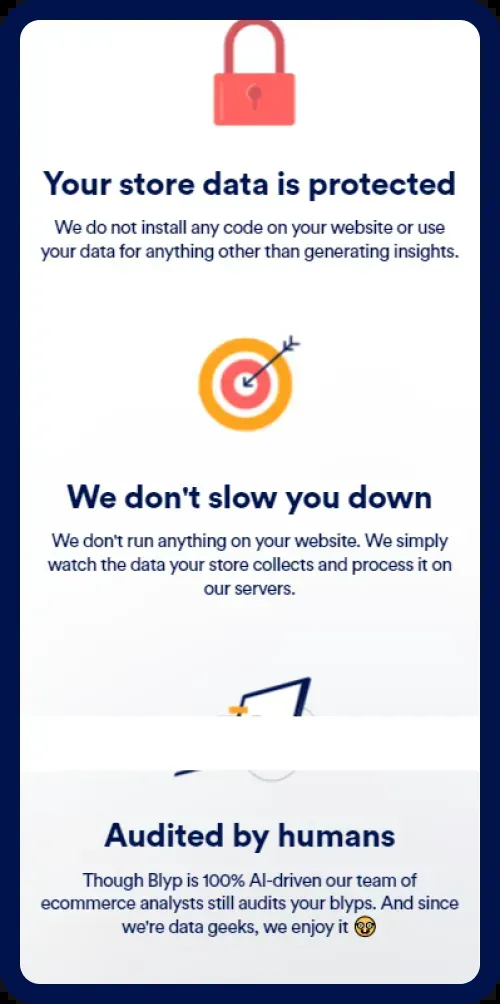 Your store data is protected
We do not install any code on your website or use
your data for anything other than generating insights.
We don't slow you down
We don't run anything on your website. We simply
watch the data your store collects and process it on
our servers.
Audited by humans
Though Blyp is 100% AI-driven our team of
ecommerce analysts still audits your blyps. And since
we're data geeks, we enjoy it 🤓